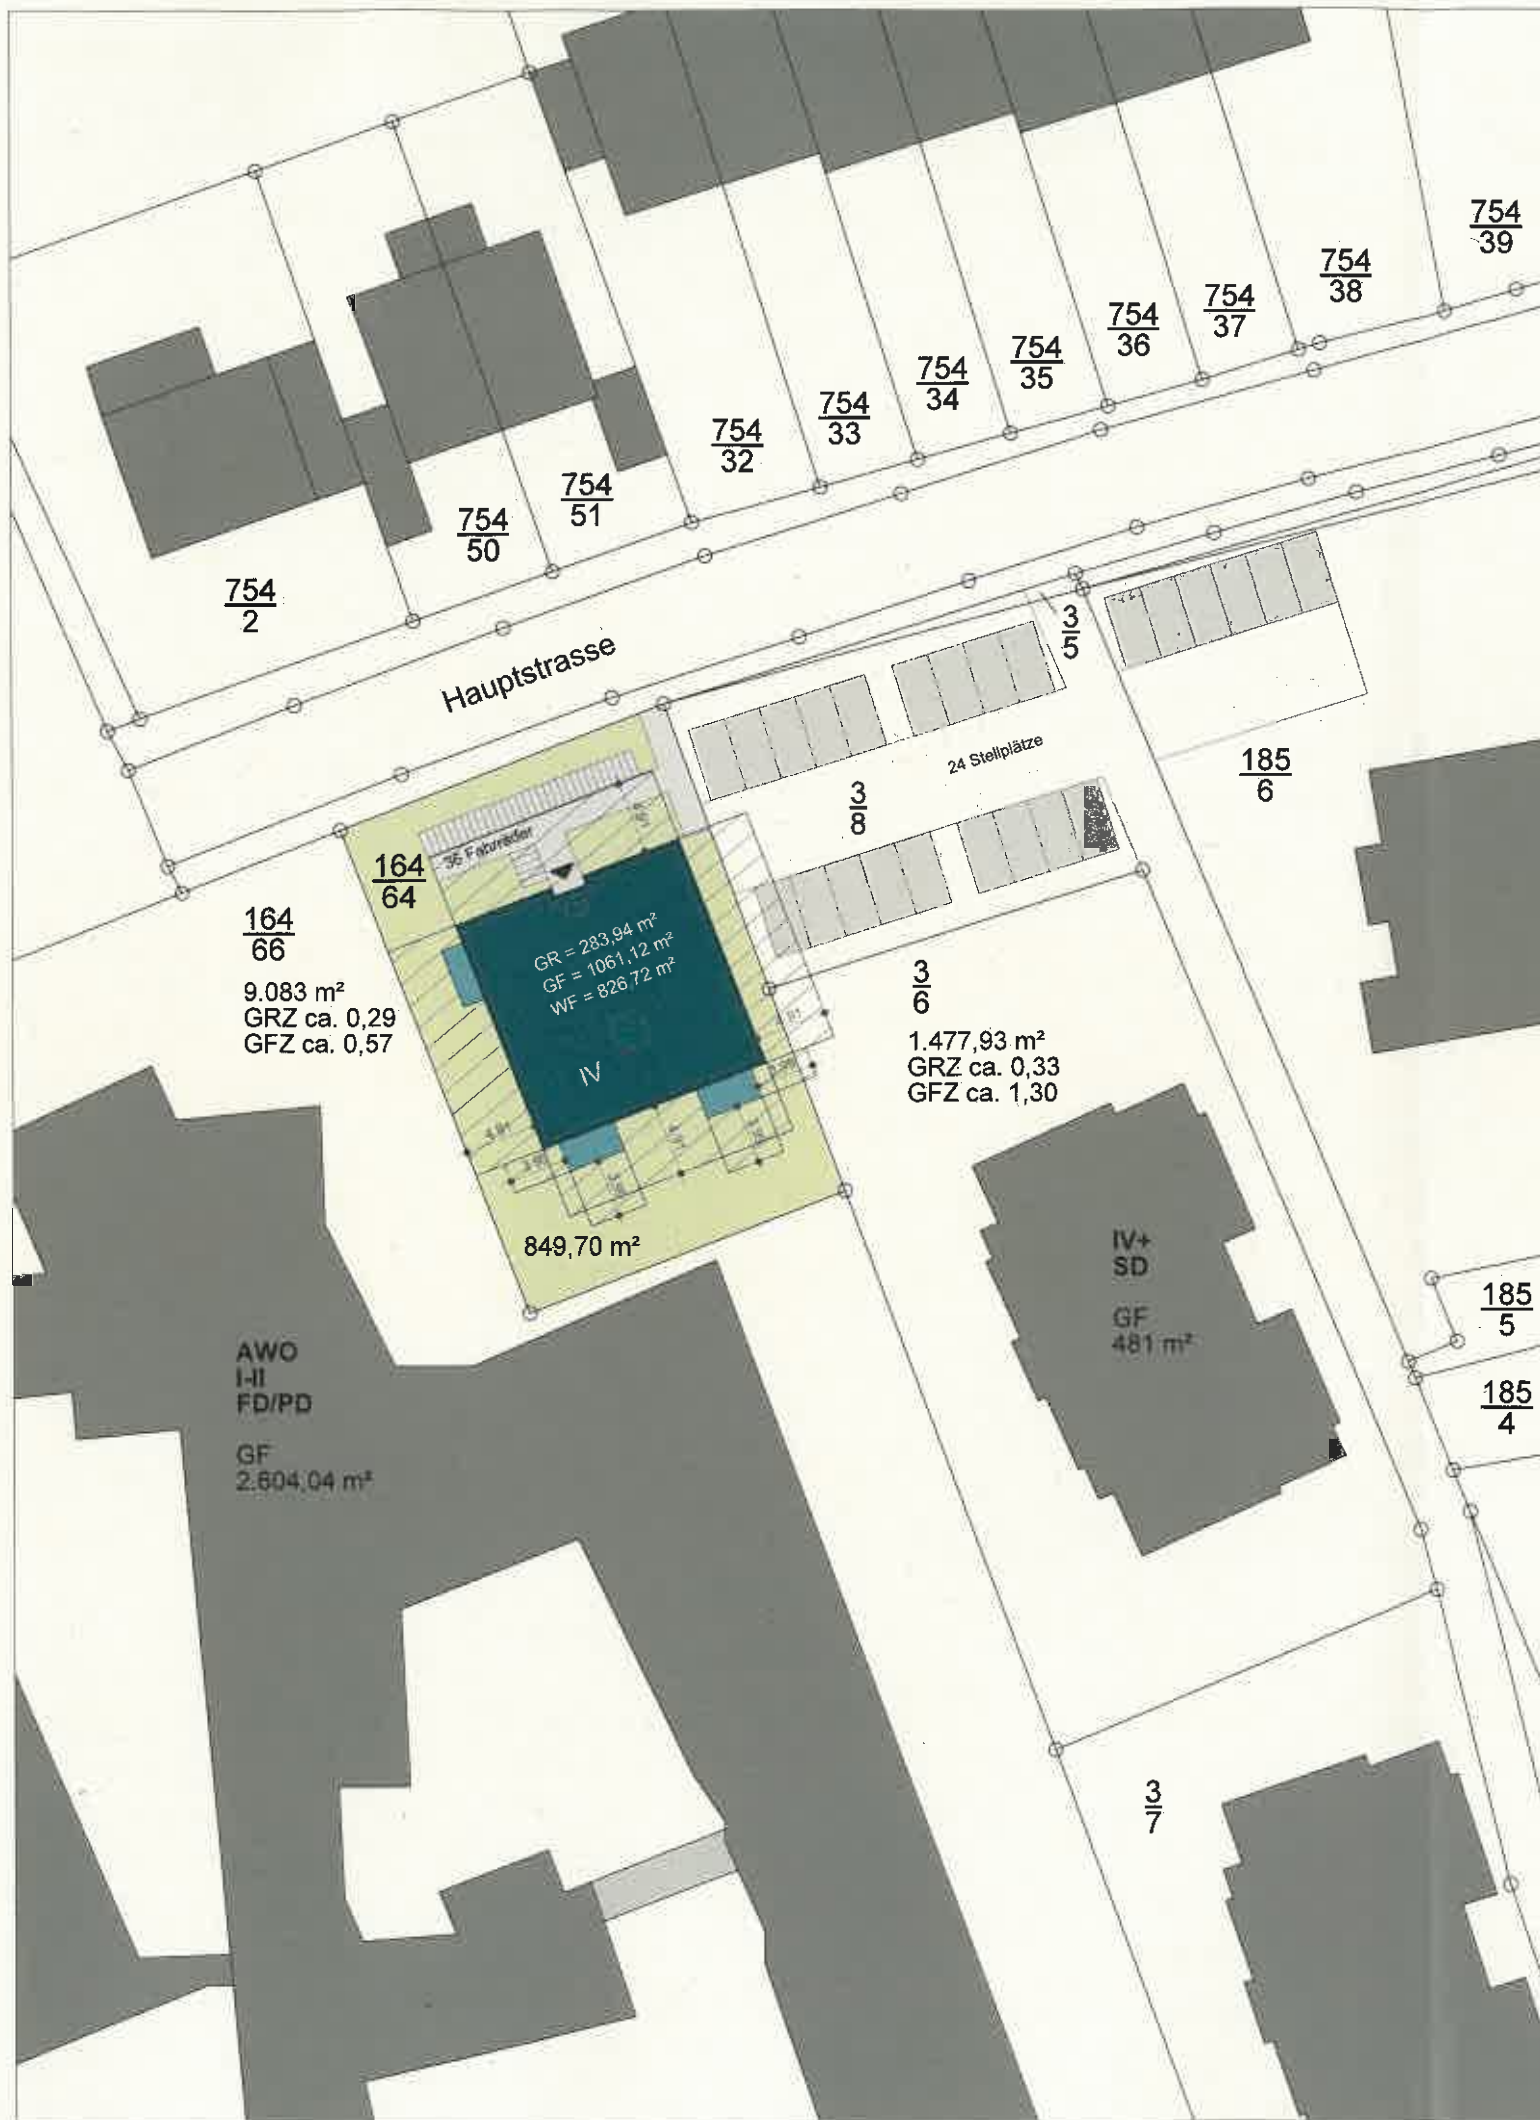 754
39
754
38
754
37
754
36
754
35
754
34
754
33
754
32
754
51
754
50
754
2
Hauptstrasse
3
5
24 Stellplätze
185
6
3
8
36 Fahrräder
164
64
164
66
9.083 m²
GRZ ca. 0,29
GFZ ca. 0,57
GR = 283,94 m²
GF = 1061,12 m²
WF = 826,72 m²
IV
3
6
1.477,93 m²
GRZ ca. 0,33
GFZ ca. 1,30
849,70 m²
IV+
SD
GF
481 m²
185
5
185
4
AWO
I-II
FD/PD
GF
2.604,04 m²
3
7